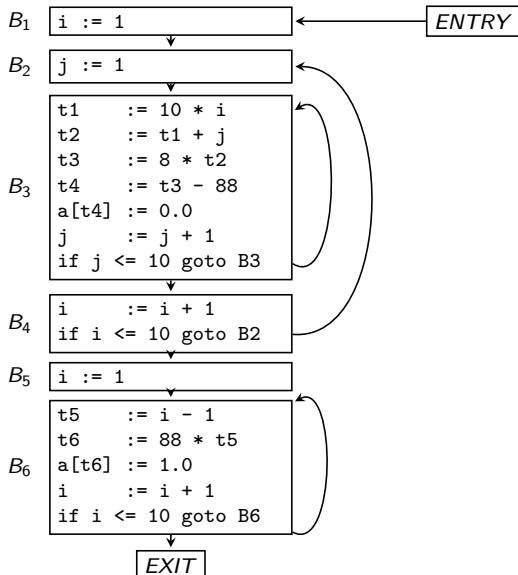 B1 i := 1 ENTRY
B2 j := 1
t1 := 10 * i
t2 := t1 + j
t3 := 8 * t2
B3 t4 := t3 - 88
a[t4] := 0.0
j := j + 1
if j <= 10 goto B3
i := i + 1
B4 if i <= 10 goto B2
B5 i := 1
t5 := i - 1
t6 := 88 * t5
B6 a[t6] := 1.0
i := i + 1
if i <= 10 goto B6
EXIT